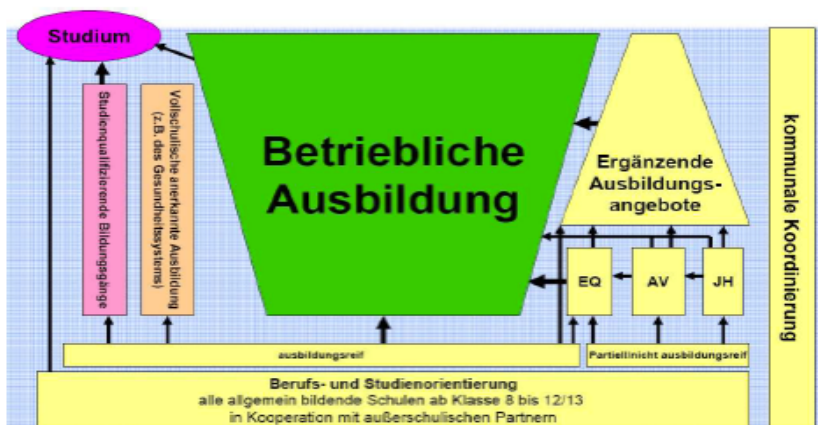 Studium
Studienqualifizierende
Bildungsgänge
Vollschulische anerkannte Ausbildung
(z.B. des Gesundheitssystems)
Betriebliche
Ausbildung
Ergänzende
Ausbildungs-
angebote
EQ
AV
JH
kommunale Koordinierung
ausbildungsreif
Partiell/nicht ausbildungsreif
Berufs- und Studienorientierung
alle allgemein bildende Schulen ab Klasse 8 bis 12/13
in Kooperation mit außerschulischen Partnern